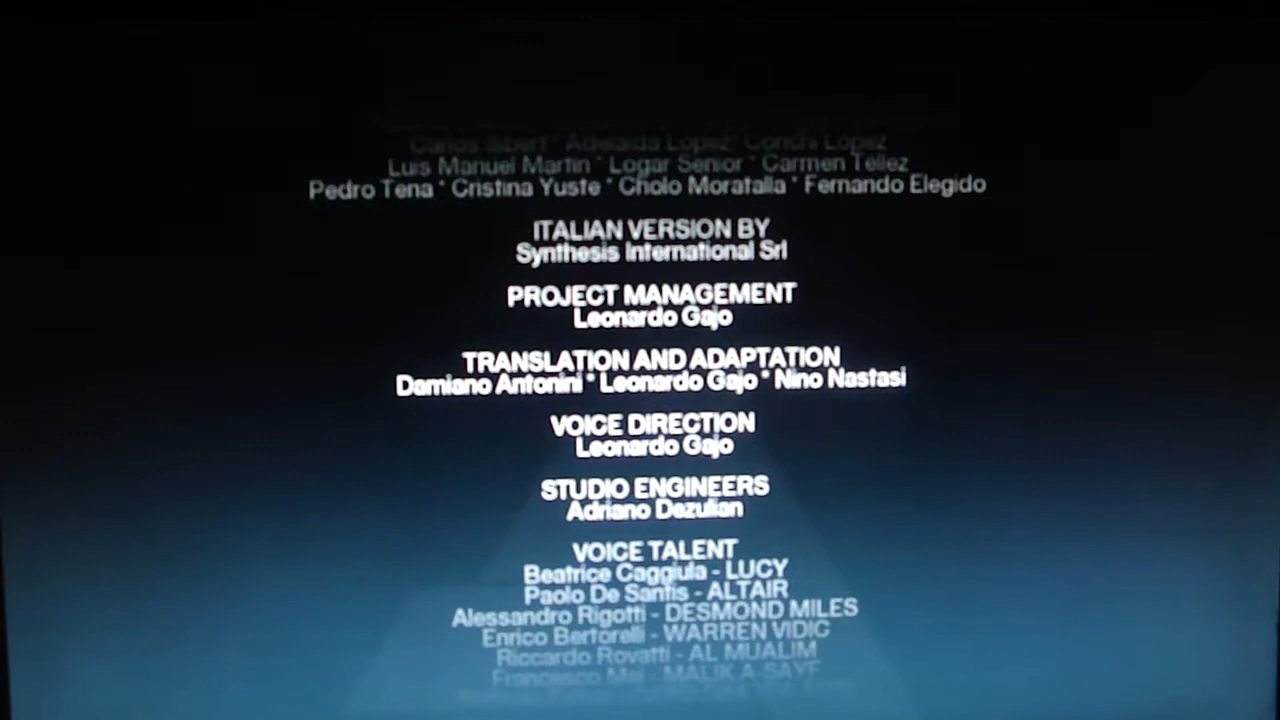 Carlos Isbert * Adelaida Lopez * Conchi Lopez
Luis Manuel Martin * Logar Senior * Carmen Tellez
Pedro Tena * Cristina Yuste * Cholo Moratalla * Fernando Elegido
ITALIAN VERSION BY
Synthesis International Srl
PROJECT MANAGEMENT
Leonardo Gajo
TRANSLATION AND ADAPTATION
Damiano Antonini * Leonardo Gajo * Nino Nastasi
VOICE DIRECTION
Leonardo Gajo
STUDIO ENGINEERS
Adriano Dezulian
VOICE TALENT
Beatrice Caggiula - LUCY
Paolo De Santis - ALTAIR
Alessandro Rigotti - DESMOND MILES
Enrico Bertorelli - WARREN VIDIC
Riccardo Rovatti - AL MUALIM
Francesco Mei - MALIK A-SAYF